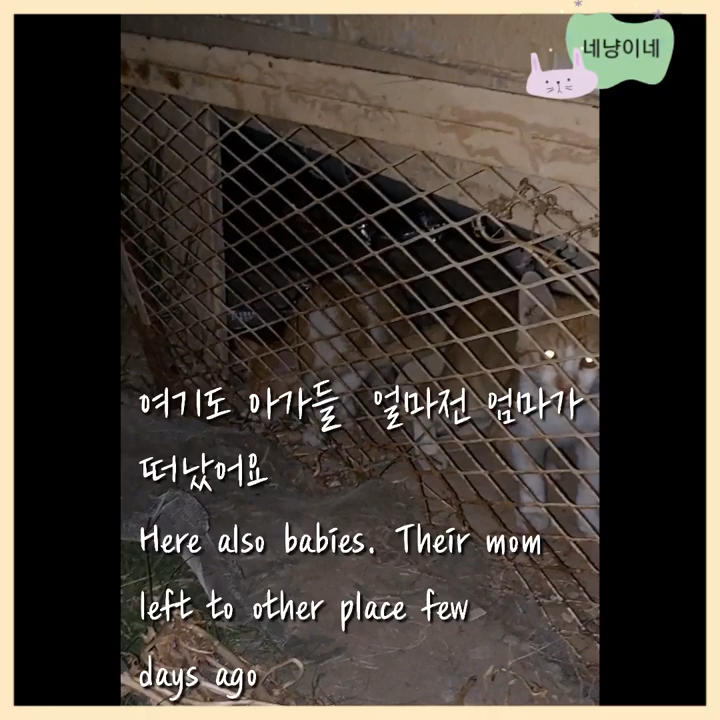 네냥이네
여기도 아가들 얼마전 엄마가
떠났어요
Here also babies. Their mom
left to other place few
days ago